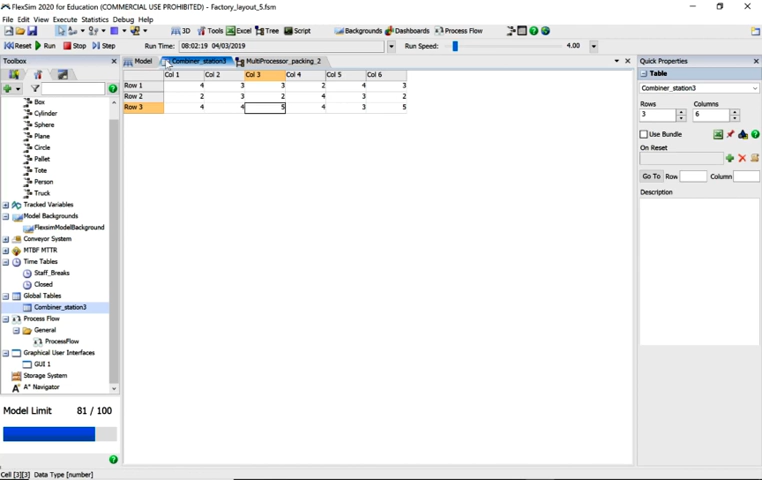 FlexSim 2020 for Education (COMMERCIAL USE PROHIBITED) - Factory_layout_5.fsm
File Edit View Execute Statistics Debug Help
3D Tools Excel Tree Script Backgrounds Dashboards Process Flow
Reset Run Stop Step Run Time: 08:02:19 04/03/2019 Run Speed: 4.00
Toolbox Model Combiner_station3 MultiProcessor_packing_2 Quick Properties
Col 1 Col 2 Col 3 Col 4 Col 5 Col 6
Row 1 4 3 3 2 4 3
Row 2 2 3 2 4 3 2
Row 3 4 4 5 4 3 5
Box
Cylinder
Sphere
Plane
Circle
Pallet
Tote
Person
Truck
Tracked Variables
Model Backgrounds
FlexsimModelBackground
Conveyor System
MTBF MTTR
Time Tables
Staff_Breaks
Closed
Global Tables
Combiner_station3
Process Flow
General
ProcessFlow
Graphical User Interfaces
GUI 1
Storage System
A* Navigator
Model Limit 81 / 100
Table
Combiner_station3
Rows Columns
3 6
Use Bundle
On Reset
Go To Row Column
Description
Cell [3][3] Data Type [number]